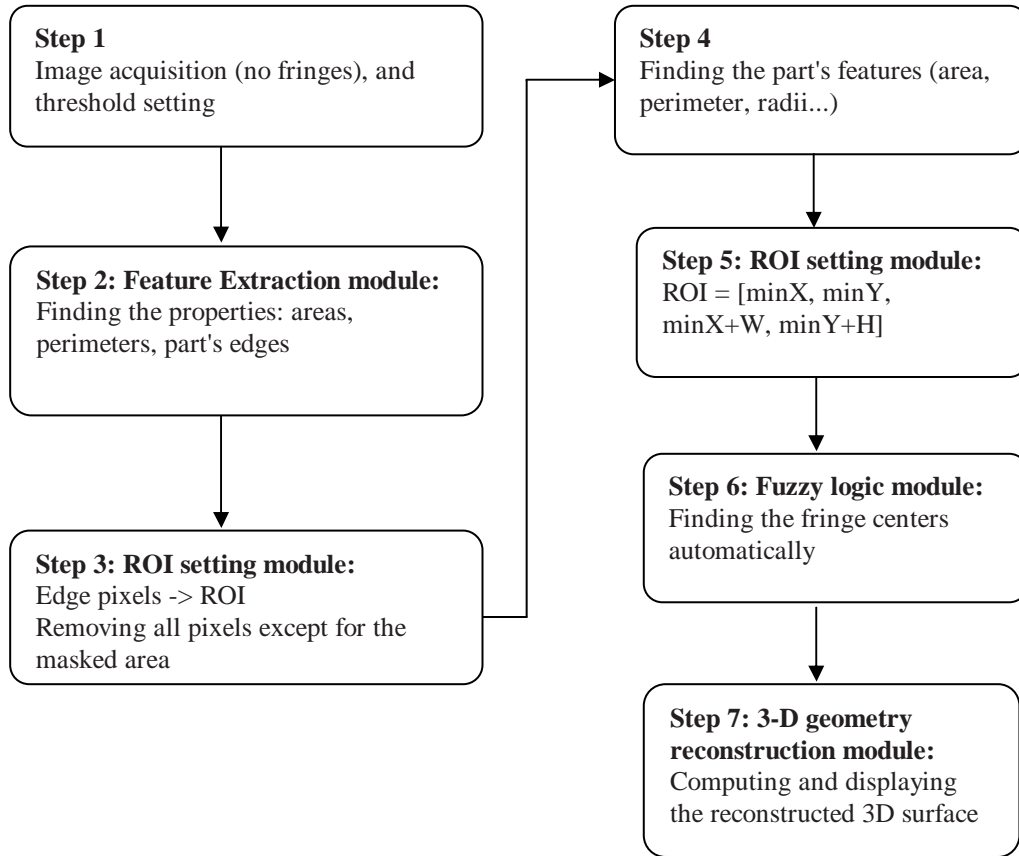 Step 1
Image acquisition (no fringes), and
threshold setting
Step 2: Feature Extraction module:
Finding the properties: areas,
perimeters, part's edges
Step 3: ROI setting module:
Edge pixels -> ROI
Removing all pixels except for the
masked area
Step 4
Finding the part's features (area,
perimeter, radii...)
Step 5: ROI setting module:
ROI = [minX, minY,
minX+W, minY+H]
Step 6: Fuzzy logic module:
Finding the fringe centers
automatically
Step 7: 3-D geometry
reconstruction module:
Computing and displaying
the reconstructed 3D surface